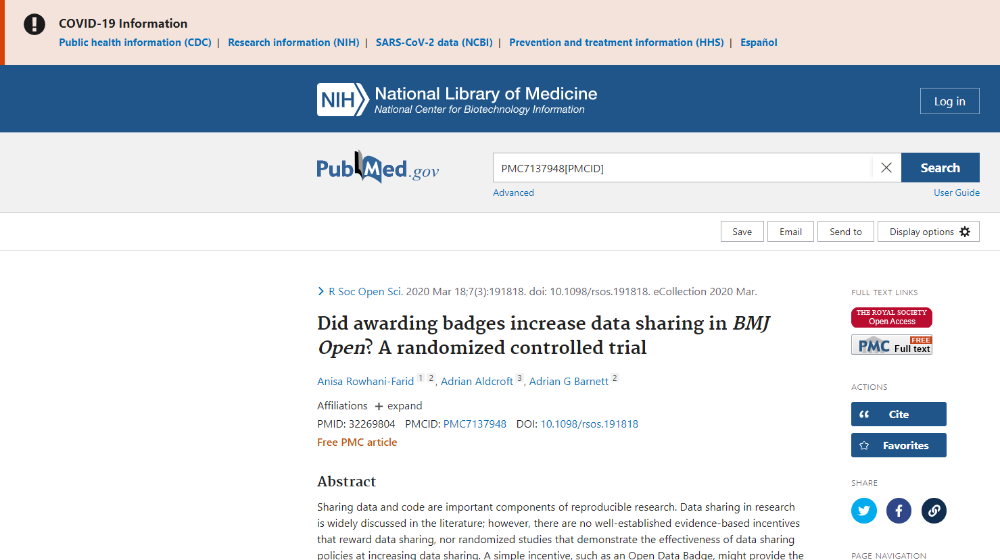 COVID-19 Information
Public health information (CDC) | Research information (NIH) | SARS-CoV-2 data (NCBI) | Prevention and treatment information (HHS) | Español
NIH National Library of Medicine
National Center for Biotechnology Information
Log in
PubMed.gov
PMC7137948[PMCID]
Search
Advanced
User Guide
Save
Email
Send to
Display options
R Soc Open Sci. 2020 Mar 18;7(3):191818. doi: 10.1098/rsos.191818. eCollection 2020 Mar.
Did awarding badges increase data sharing in BMJ
Open? A randomized controlled trial
Anisa Rowhani-Farid 1 2, Adrian Aldcroft 3, Adrian G Barnett 2
Affiliations + expand
PMID: 32269804 PMCID: PMC7137948 DOI: 10.1098/rsos.191818
Free PMC article
Abstract
Sharing data and code are important components of reproducible research. Data sharing in research
is widely discussed in the literature; however, there are no well-established evidence-based incentives
that reward data sharing, nor randomized studies that demonstrate the effectiveness of data sharing
policies at increasing data sharing. A simple incentive, such as an Open Data Badge, might provide the
FULL TEXT LINKS
THE ROYAL SOCIETY
Open Access
PMC FREE
Full text
ACTIONS
Cite
Favorites
SHARE
PAGE NAVIGATION